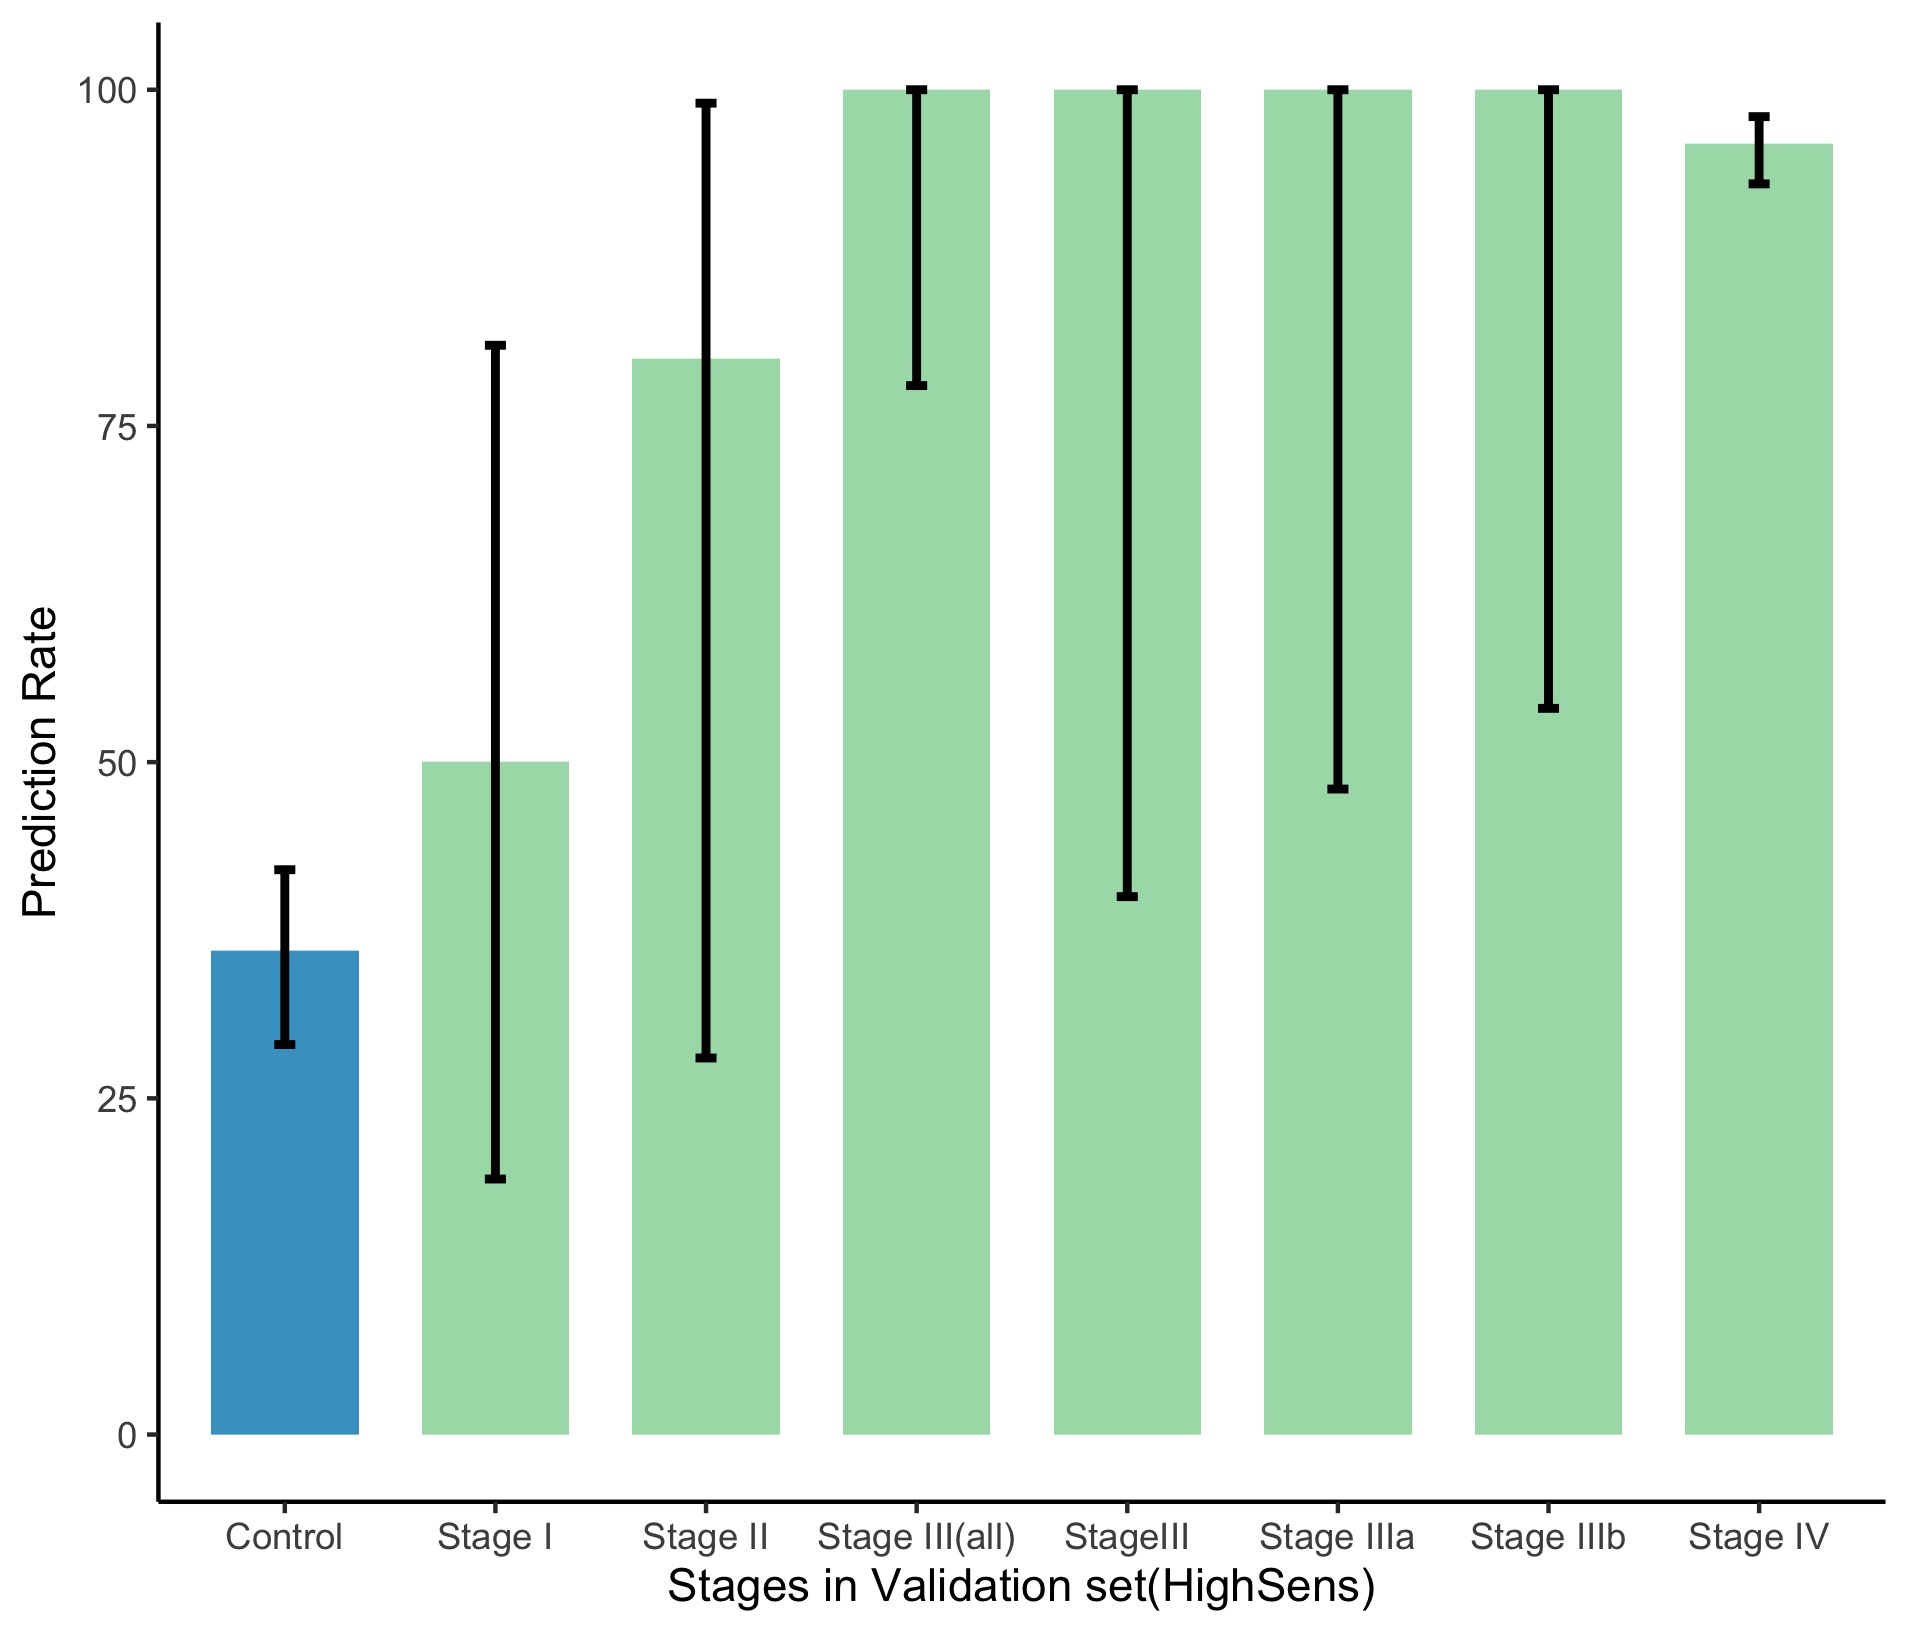 100
75
50
25
0
Prediction Rate
Control Stage I Stage II Stage III(all) StageIII Stage IIIa Stage IIIb Stage IV
Stages in Validation set(HighSens)